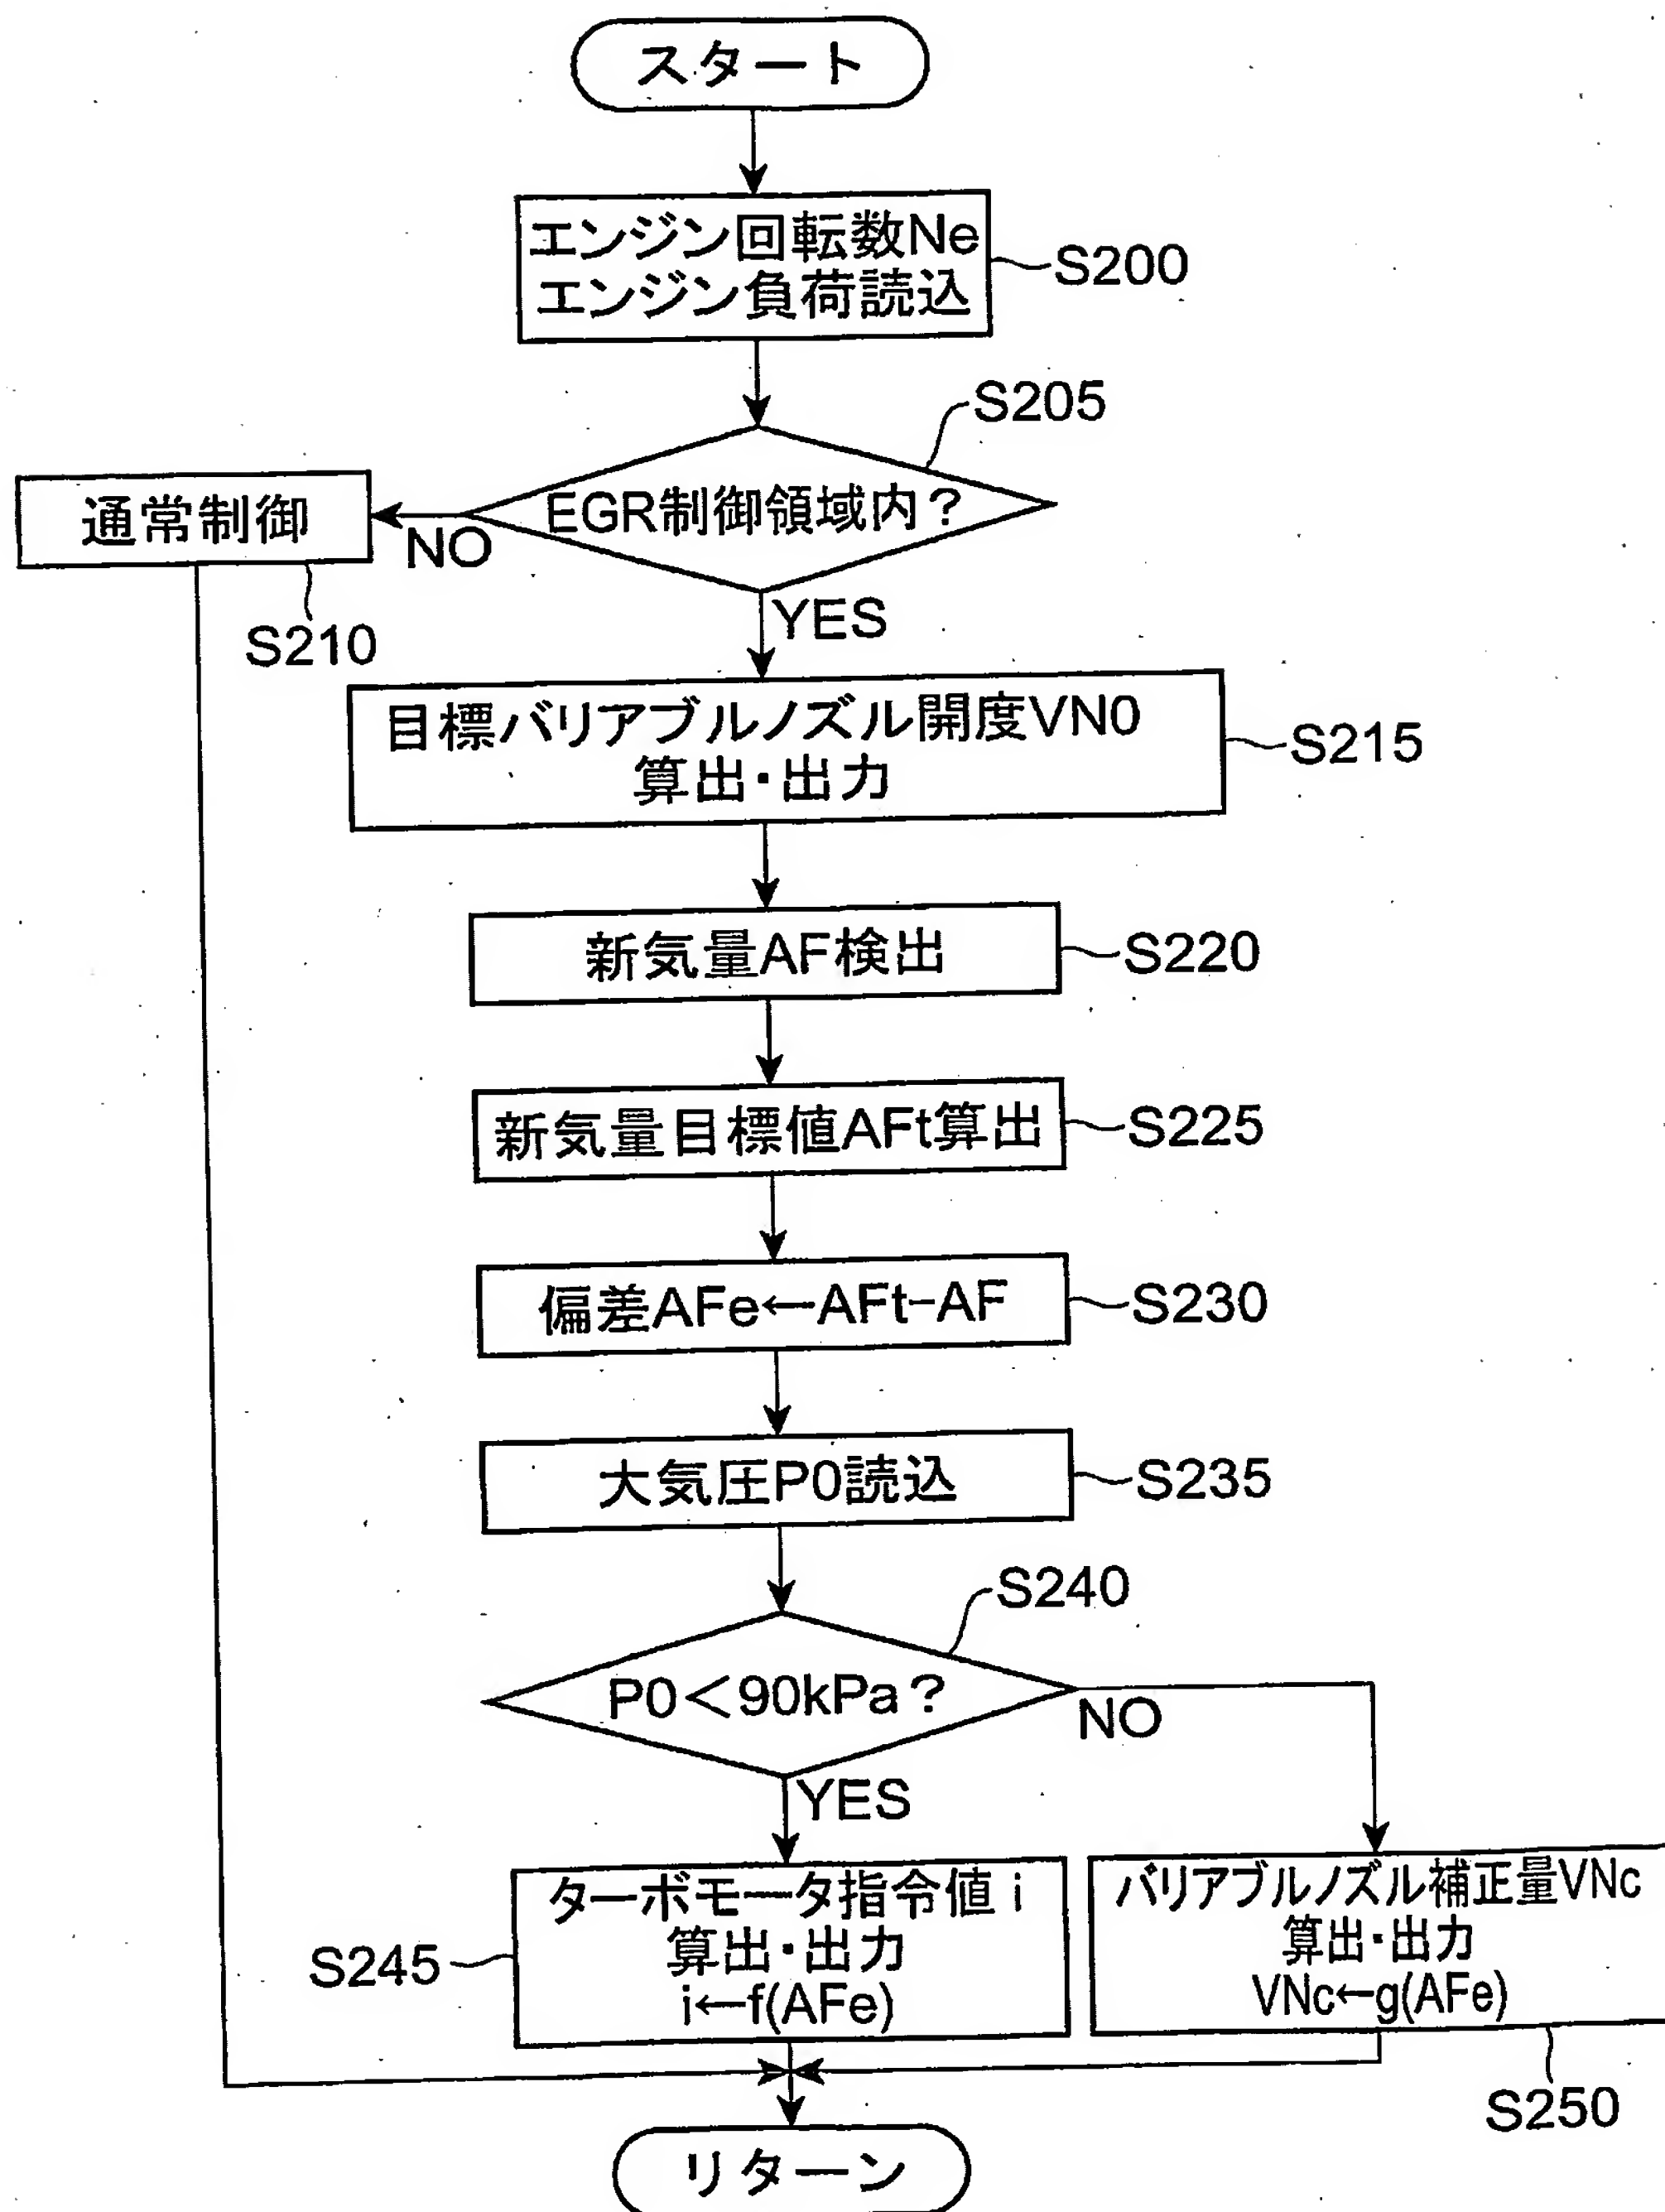 スタート
エンジン回転数Ne
エンジン負荷読込
S200
S205
EGR制御領域内？
NO
通常制御
S210
YES
目標バリアブルノズル開度VN0
算出・出力
S215
新気量AF検出
S220
新気量目標値AFt算出
S225
偏差AFe←AFt-AF
S230
大気圧P0読込
S235
S240
P0＜90kPa？
NO
YES
ターボモータ指令値 i
算出・出力
i←f(AFe)
S245
バリアブルノズル補正量VNc
算出・出力
VNc←g(AFe)
S250
リターン